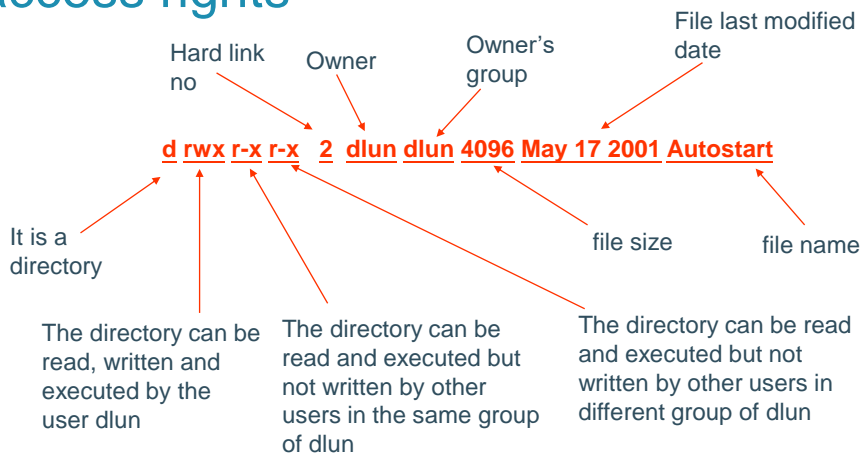 access rights
File last modified
date
Hard link
no
Owner
Owner's
group
d rwx r-x r-x 2 dlun dlun 4096 May 17 2001 Autostart
It is a
directory
file size
file name
The directory can be
read, written and
executed by the
user dlun
The directory can be
read and executed but
not written by other
users in the same group
of dlun
The directory can be read
and executed but not
written by other users in
different group of dlun